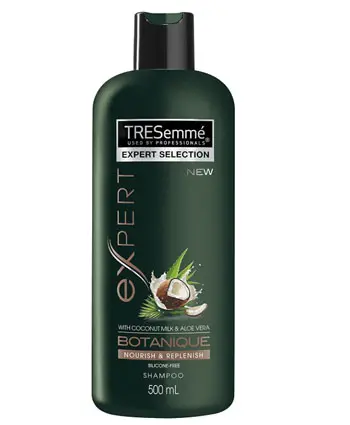 TRESemmé
USED BY PROFESSIONALS®
EXPERT SELECTION
NEW
EXPERT
WITH COCONUT MILK & ALOE VERA
BOTANIQUE
NOURISH & REPLENISH
SILICONE-FREE
SHAMPOO
500 mL